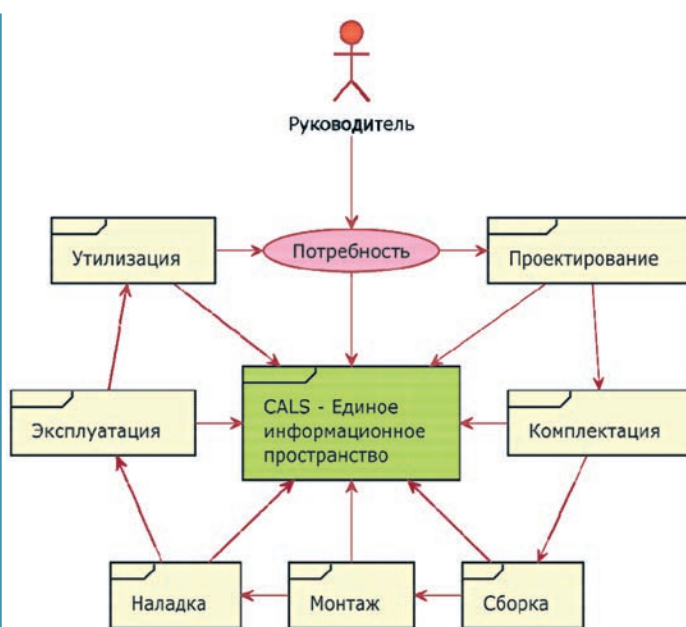 Руководитель
Утилизация
Потребность
Проектирование
CALS - Единое
информационное
пространство
Эксплуатация
Комплектация
Наладка
Монтаж
Сборка